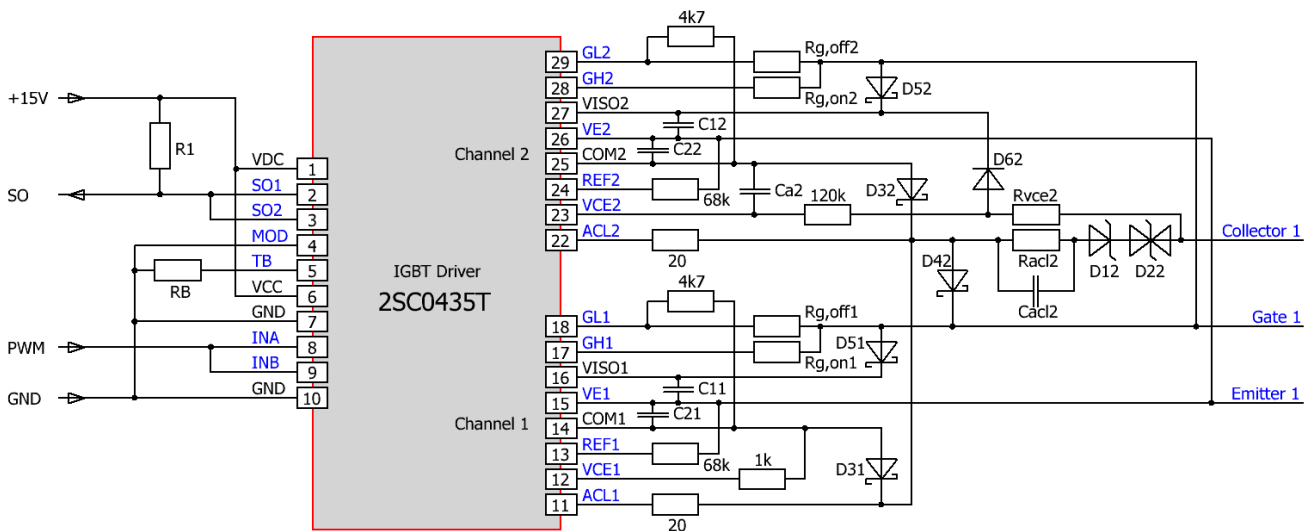 4k7
29 GL2 Rg,off2
28 GH2 Rg,on2 D52
+15V 27 VISO2
C12
26 VE2
R1 Channel 2 C22
VDC 1 25 COM2 D62
SO SO1 2 24 REF2 68k Ca2 D32
SO2 3 23 VCE2 120k Rvce2
MOD 4 22 ACL2 20 Racl2 D12 D22 Collector 1
TB 5 IGBT Driver D42
RB VCC 6 2SC0435T 4k7 Cacl2
GND 7 18 GL1 Rg,off1 Gate 1
PWM INA 8 17 GH1 Rg,on1 D51
INB 9 16 VISO1
C11
GND GND 10 15 VE1 Emitter 1
C21
Channel 1 14 COM1
13 REF1 68k D31
12 VCE1 1k
11 ACL1 20